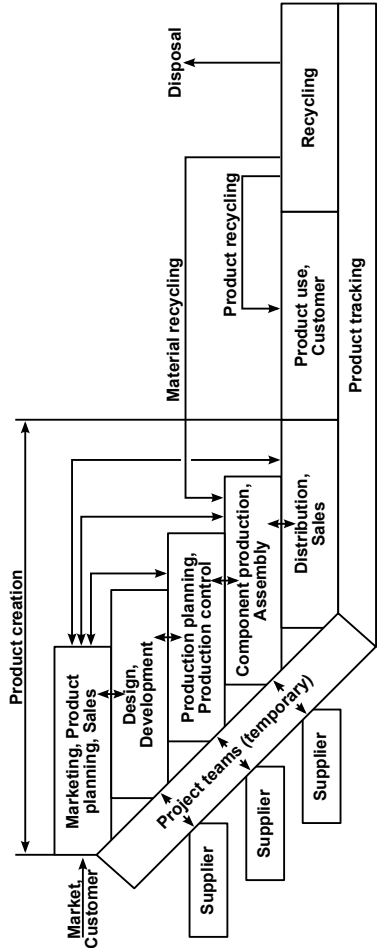 Product creation
Market,
Customer
Marketing, Product
planning, Sales
Design,
Development
Production planning,
Production control
Component production,
Assembly
Distribution,
Sales
Product use,
Customer
Recycling
Material recycling
Product recycling
Disposal
Project teams (temporary)
Supplier
Supplier
Supplier
Product tracking